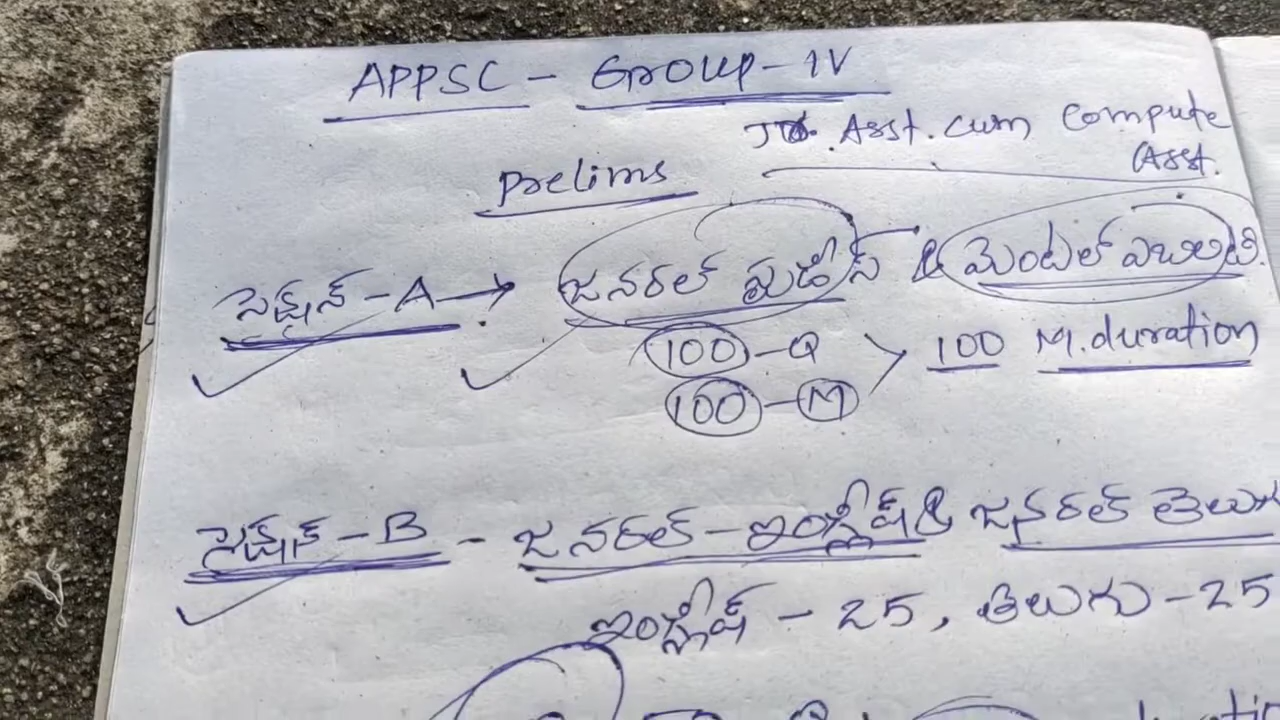 APPSC - Group-IV
Jr. Asst. cum Compute
Asst.
prelims
సెక్షన్ - A → జనరల్ స్టడీస్ & మెంటల్ ఎబిలిటి.
100 - Q > 100 M.duration
100 - M
సెక్షన్ - B - జనరల్ - ఇంగ్లీష్ & జనరల్ తెలుగు
ఇంగ్లీష్ - 25, తెలుగు - 25